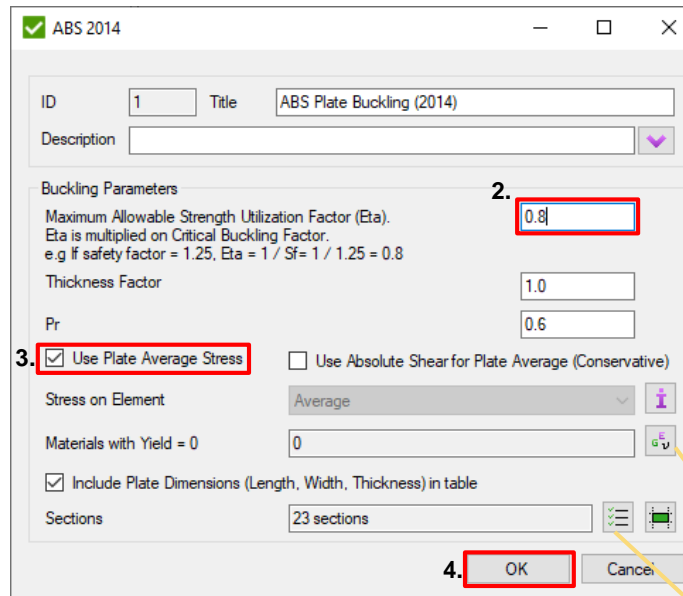 ABS 2014
ID 1 Title ABS Plate Buckling (2014)
Description
Buckling Parameters
2.
Maximum Allowable Strength Utilization Factor (Eta). 0.8
Eta is multiplied on Critical Buckling Factor.
e.g If safety factor = 1.25, Eta = 1 / Sf= 1 / 1.25 = 0.8
Thickness Factor 1.0
Pr 0.6
3. Use Plate Average Stress Use Absolute Shear for Plate Average (Conservative)
Stress on Element Average i
Materials with Yield = 0 0 G E ν
Include Plate Dimensions (Length, Width, Thickness) in table
Sections 23 sections
4. OK Cancel